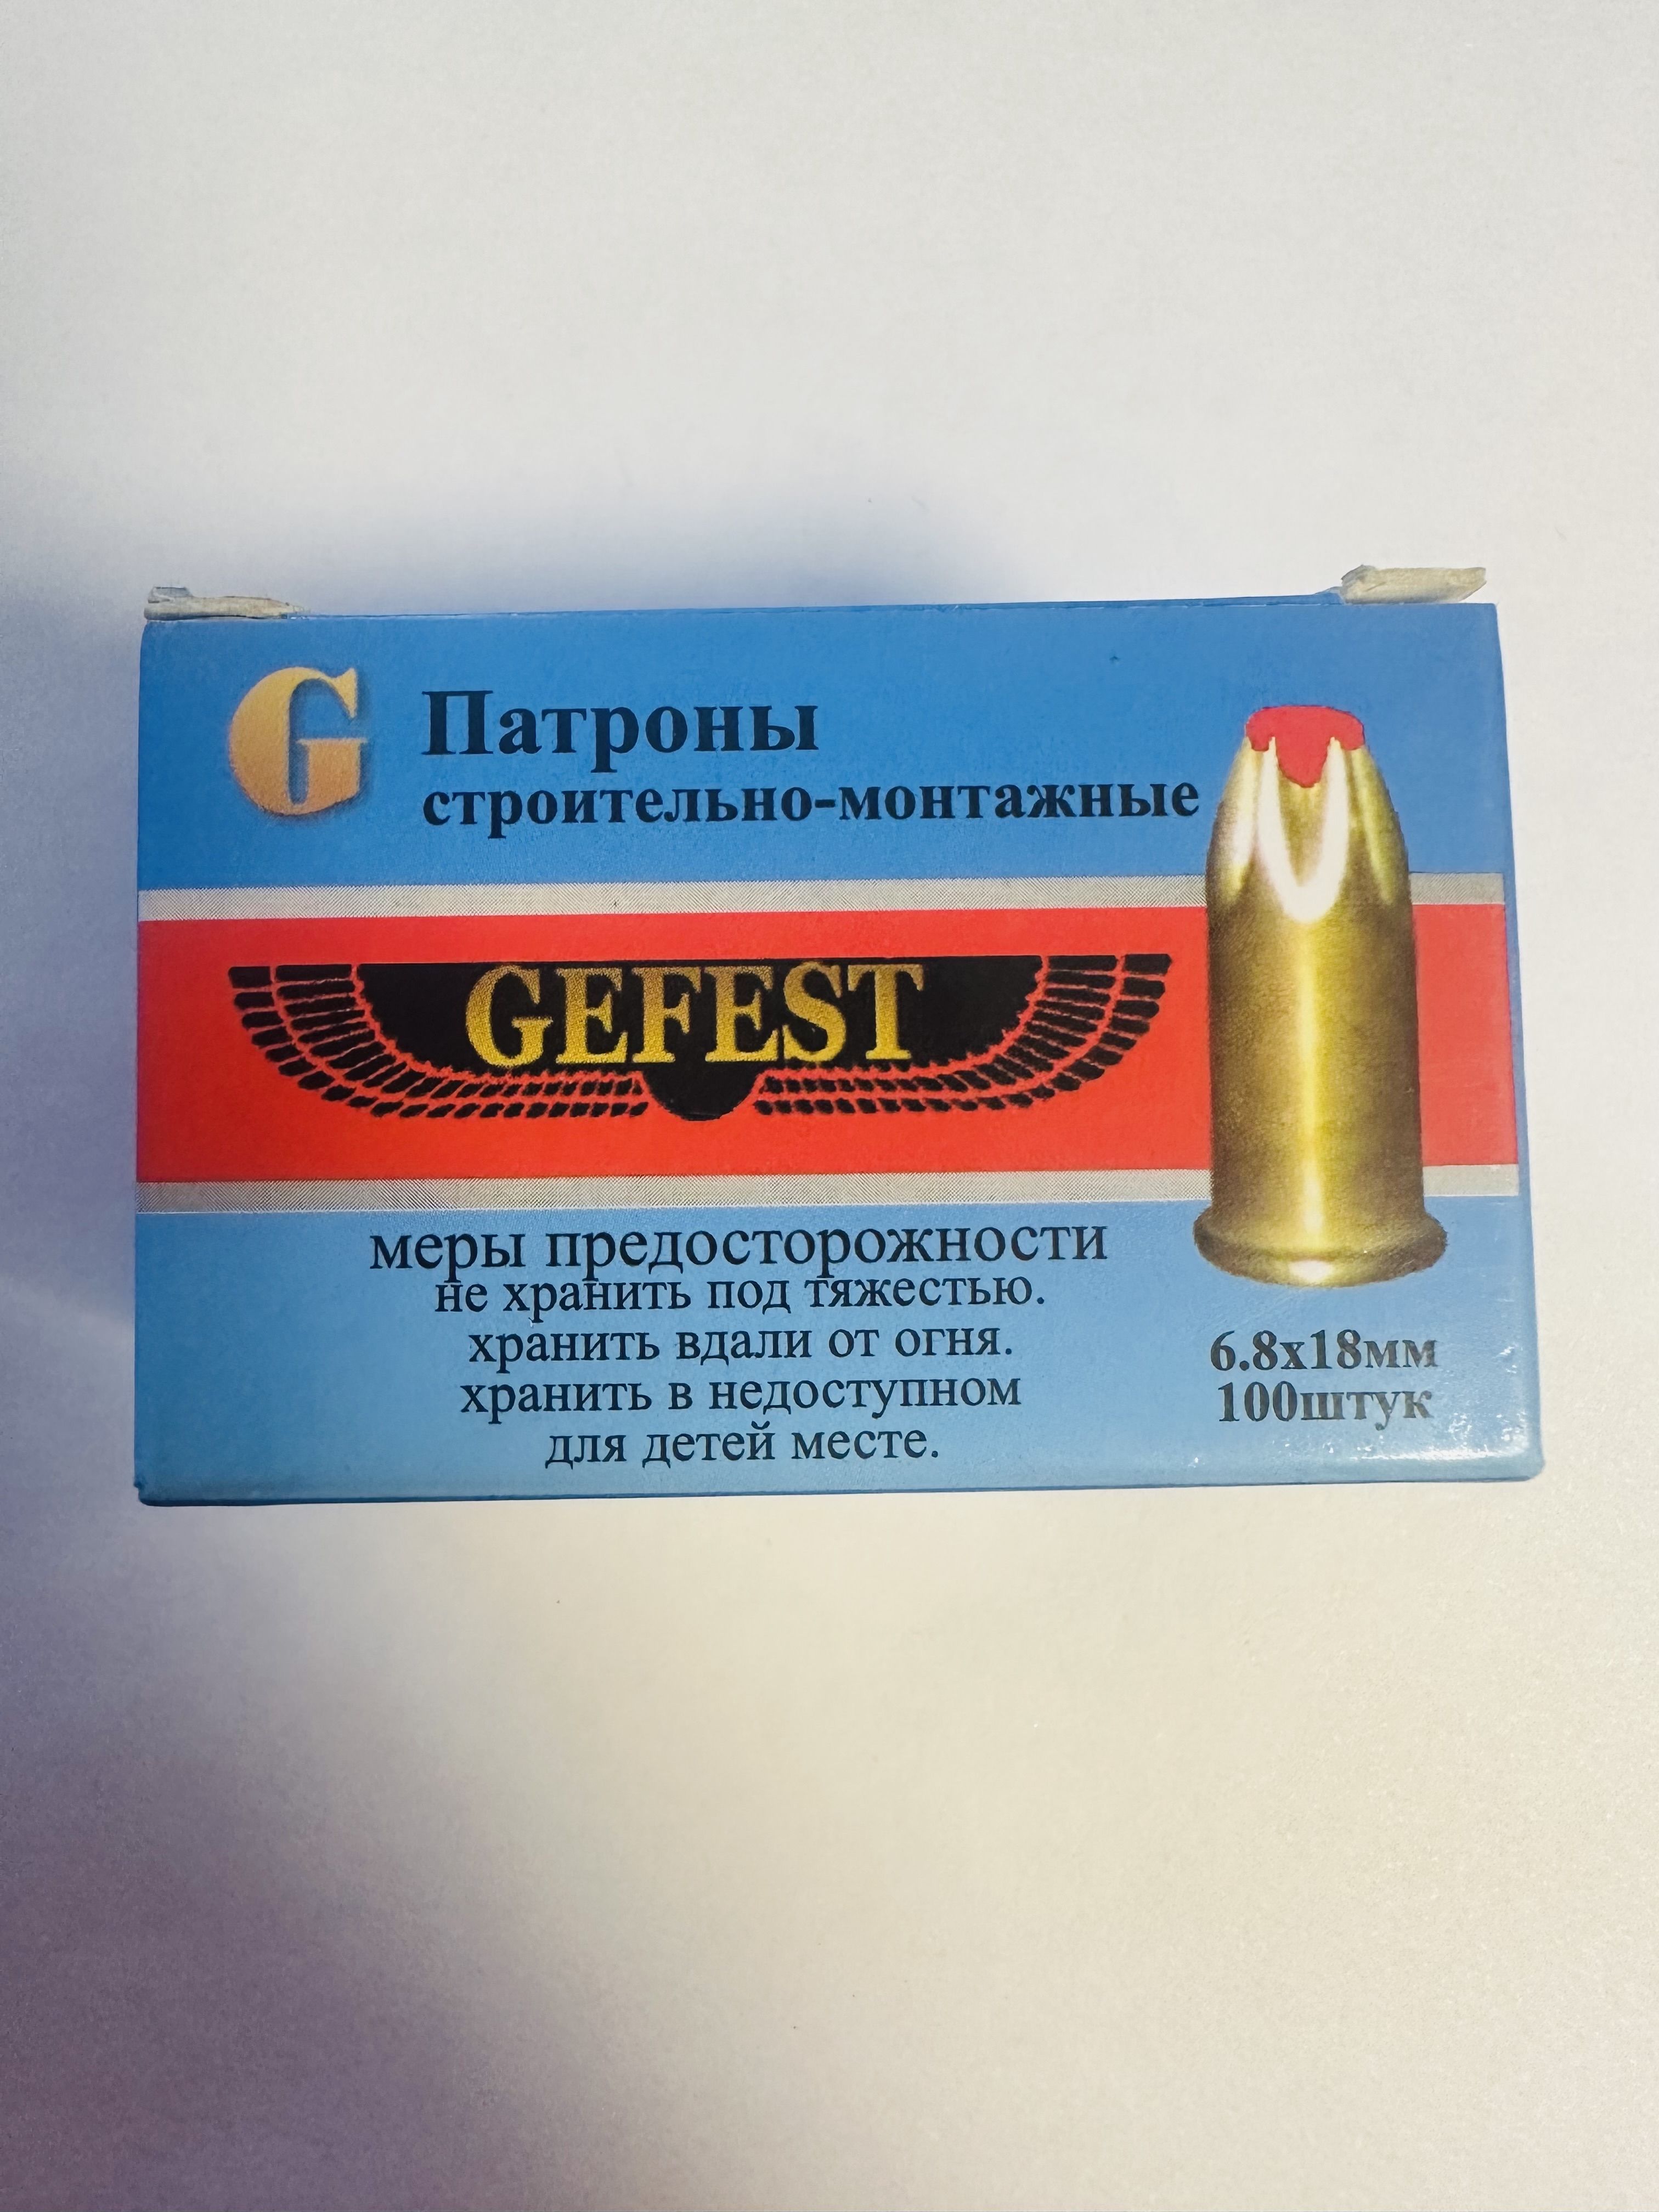 G
Патроны
строительно-монтажные
GEFEST
меры предосторожности
не хранить под тяжестью.
хранить вдали от огня.
хранить в недоступном
для детей месте.
6.8х18мм
100штук